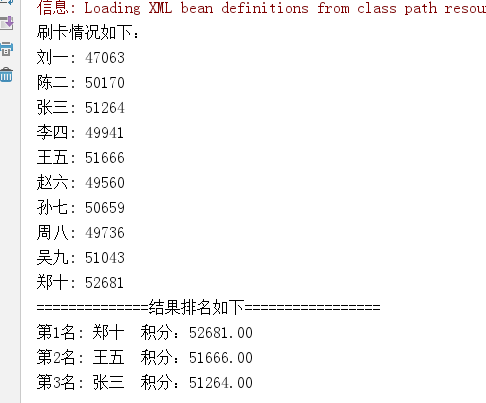 信息: Loading XML bean definitions from class path resou
刷卡情况如下:
刘一: 47063
陈二: 50170
张三: 51264
李四: 49941
王五: 51666
赵六: 49560
孙七: 50659
周八: 49736
吴九: 51043
郑十: 52681
==============结果排名如下=================
第1名: 郑十  积分: 52681.00
第2名: 王五  积分: 51666.00
第3名: 张三  积分: 51264.00